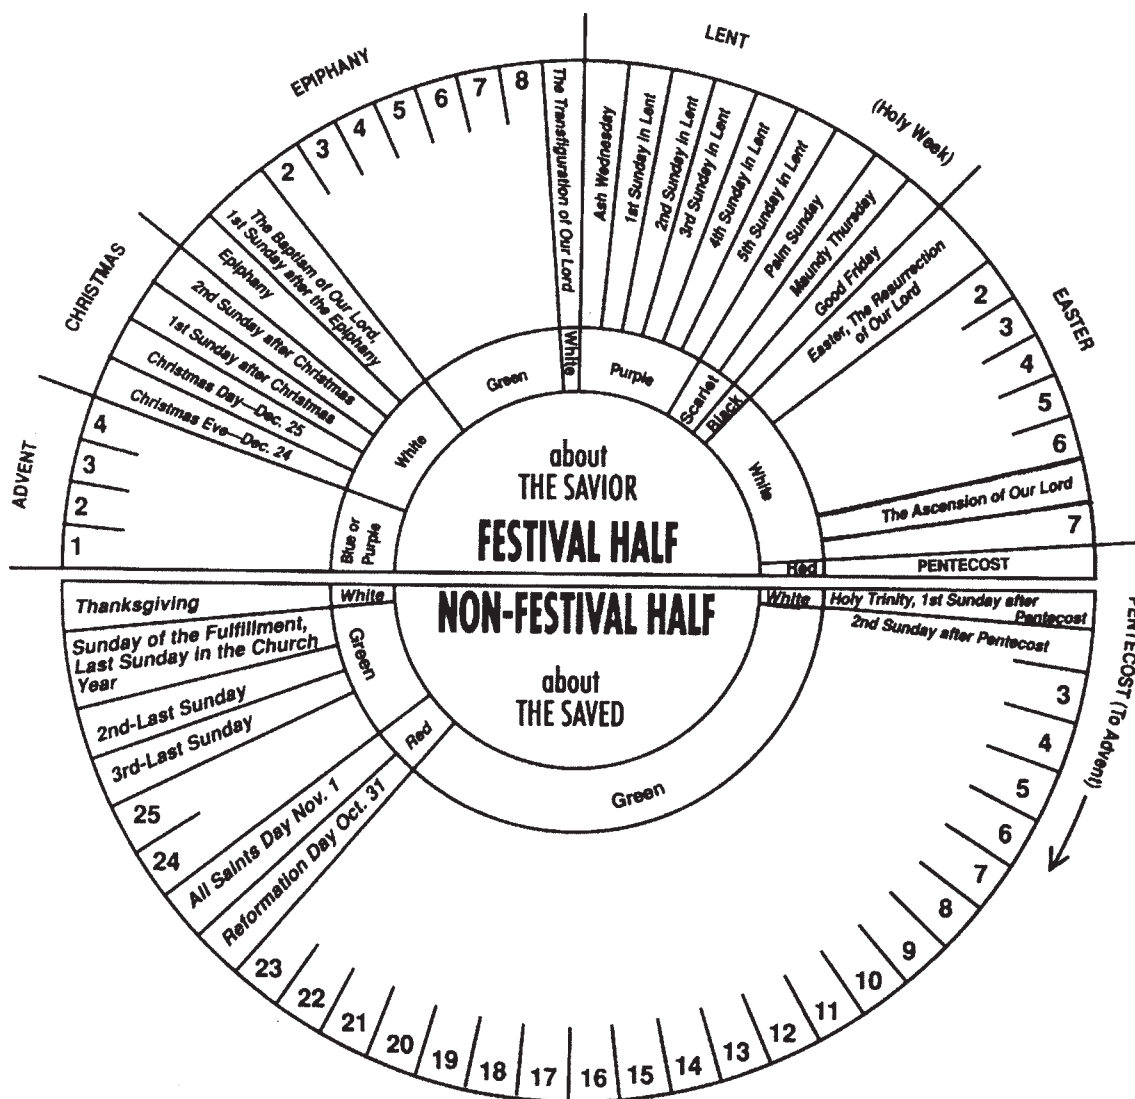 ADVENT
1
2
3
4
Blue or
Purple
CHRISTMAS
Christmas Eve—Dec. 24
Christmas Day—Dec. 25
1st Sunday after Christmas
2nd Sunday after Christmas
White
EPIPHANY
Epiphany
The Baptism of Our Lord,
1st Sunday after the Epiphany
2
3
4
5
6
7
8
Green
The Transfiguration of Our Lord
White
LENT
Ash Wednesday
1st Sunday in Lent
2nd Sunday in Lent
3rd Sunday in Lent
4th Sunday in Lent
5th Sunday in Lent
Purple
(Holy Week)
Palm Sunday
Maundy Thursday
Scarlet
Good Friday
Black
EASTER
Easter, The Resurrection
of Our Lord
2
3
4
5
6
The Ascension of Our Lord
7
White
PENTECOST
Red
about
THE SAVIOR
FESTIVAL HALF
NON-FESTIVAL HALF
about
THE SAVED
PENTECOST (To Advent)
White
Holy Trinity, 1st Sunday after
Pentecost
2nd Sunday after Pentecost
3
4
5
6
7
8
9
10
11
12
13
14
15
16
17
18
19
20
21
22
23
Green
Reformation Day Oct. 31
All Saints Day Nov. 1
Red
24
25
3rd-Last Sunday
2nd-Last Sunday
Sunday of the Fulfillment,
Last Sunday in the Church
Year
Green
Thanksgiving
White